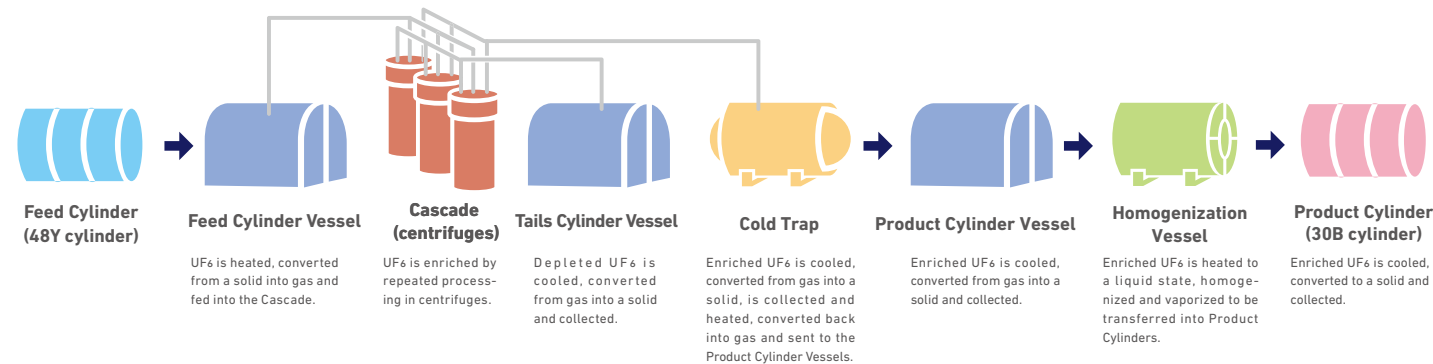 Feed Cylinder
(48Y cylinder)
Feed Cylinder Vessel
UF₆ is heated, converted
from a solid into gas and
fed into the Cascade.
Cascade
(centrifuges)
UF₆ is enriched by
repeated process-
ing in centrifuges.
Tails Cylinder Vessel
Depleted UF₆ is
cooled, converted
from gas into a solid
and collected.
Cold Trap
Enriched UF₆ is cooled,
converted from gas into a
solid, is collected and
heated, converted back
into gas and sent to the
Product Cylinder Vessels.
Product Cylinder Vessel
Enriched UF₆ is cooled,
converted from gas into a
solid and collected.
Homogenization
Vessel
Enriched UF₆ is heated to
a liquid state, homoge-
nized and vaporized to be
transferred into Product
Cylinders.
Product Cylinder
(30B cylinder)
Enriched UF₆ is cooled,
converted to a solid and
collected.